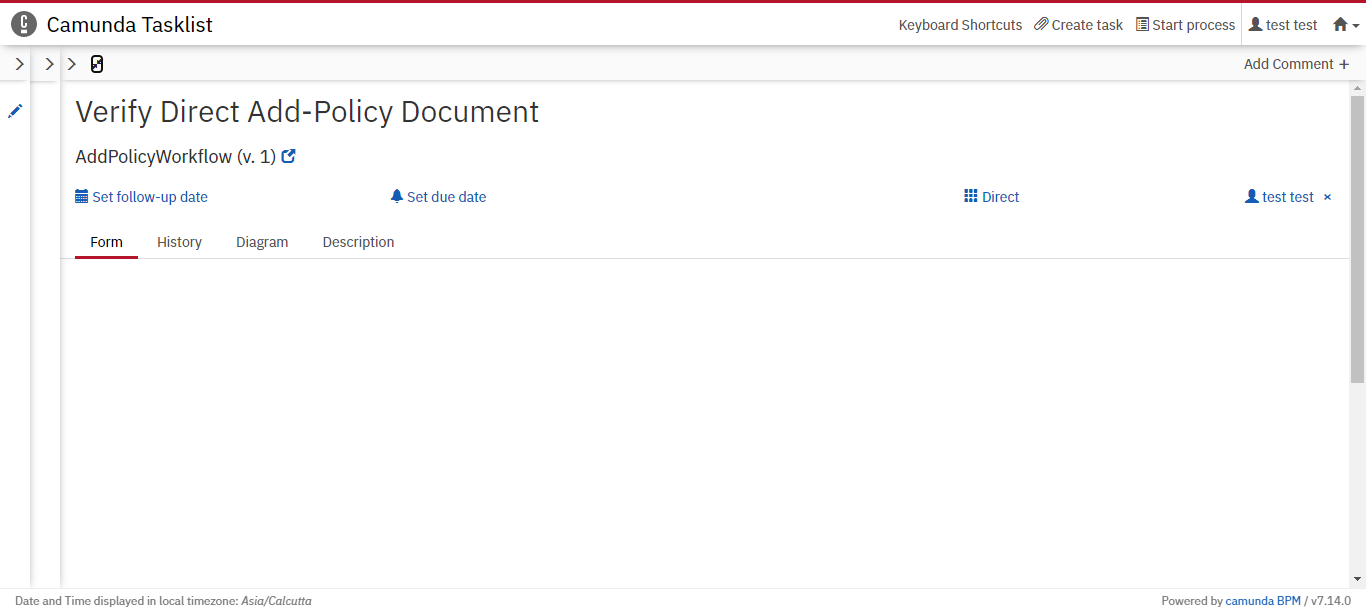 Camunda Tasklist Keyboard Shortcuts Create task Start process test test
Add Comment +
Verify Direct Add-Policy Document
AddPolicyWorkflow (v. 1)
Set follow-up date Set due date Direct test test ×
Form History Diagram Description
Date and Time displayed in local timezone: Asia/Calcutta Powered by camunda BPM / v7.14.0